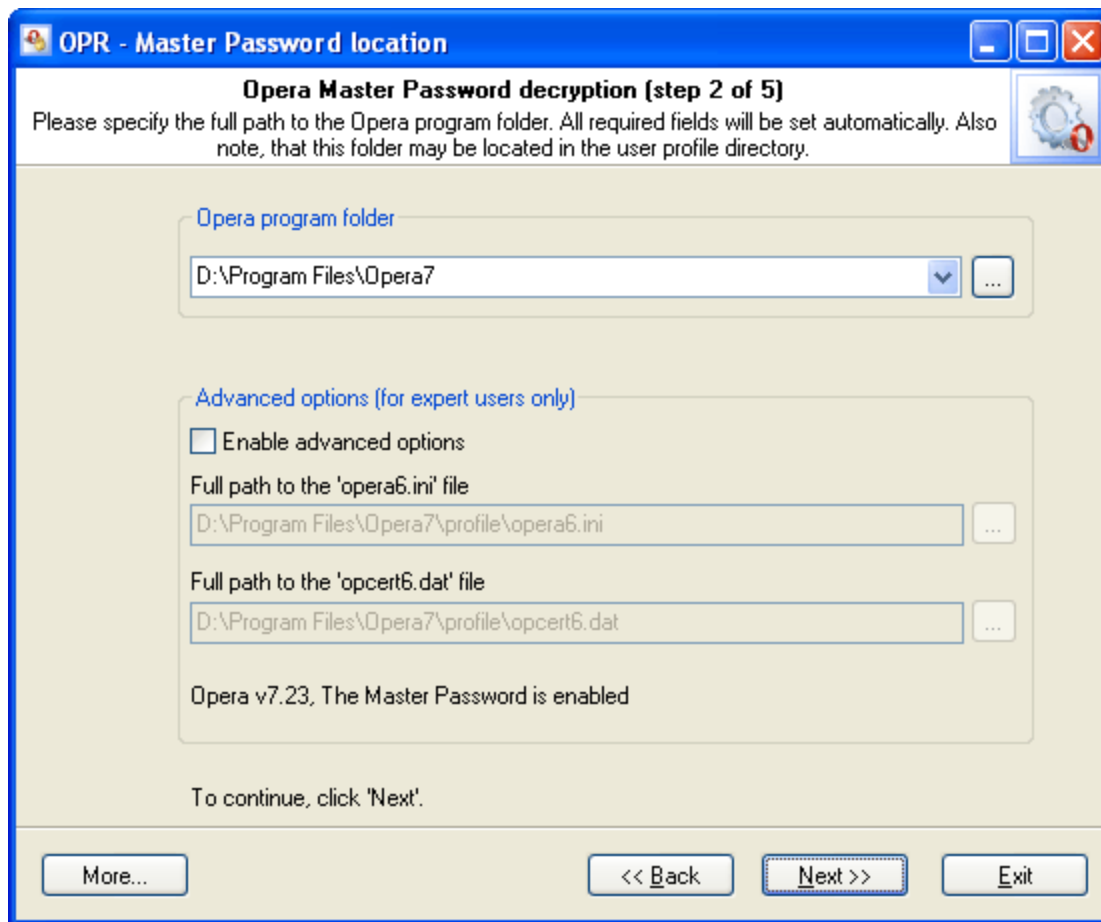 OPR - Master Password location
Opera Master Password decryption (step 2 of 5)
Please specify the full path to the Opera program folder. All required fields will be set automatically. Also
note, that this folder may be located in the user profile directory.
Opera program folder
D:\Program Files\Opera7
...
Advanced options (for expert users only)
Enable advanced options
Full path to the 'opera6.ini' file
D:\Program Files\Opera7\profile\opera6.ini
...
Full path to the 'opcert6.dat' file
D:\Program Files\Opera7\profile\opcert6.dat
...
Opera v7.23, The Master Password is enabled
To continue, click 'Next'.
More...
<< Back
Next >>
Exit